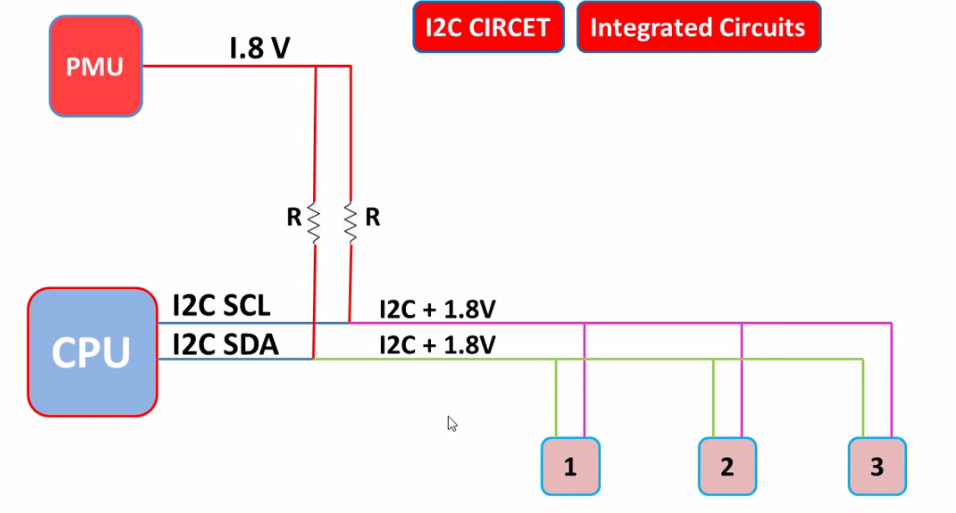 I2C CIRCET
Integrated Circuits
PMU
I.8 V
R
R
I2C SCL
I2C + 1.8V
CPU
I2C SDA
I2C + 1.8V
1
2
3